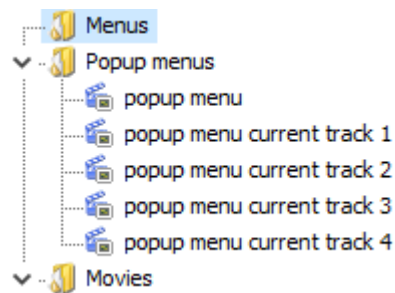 Menus
Popup menus
popup menu
popup menu current track 1
popup menu current track 2
popup menu current track 3
popup menu current track 4
Movies